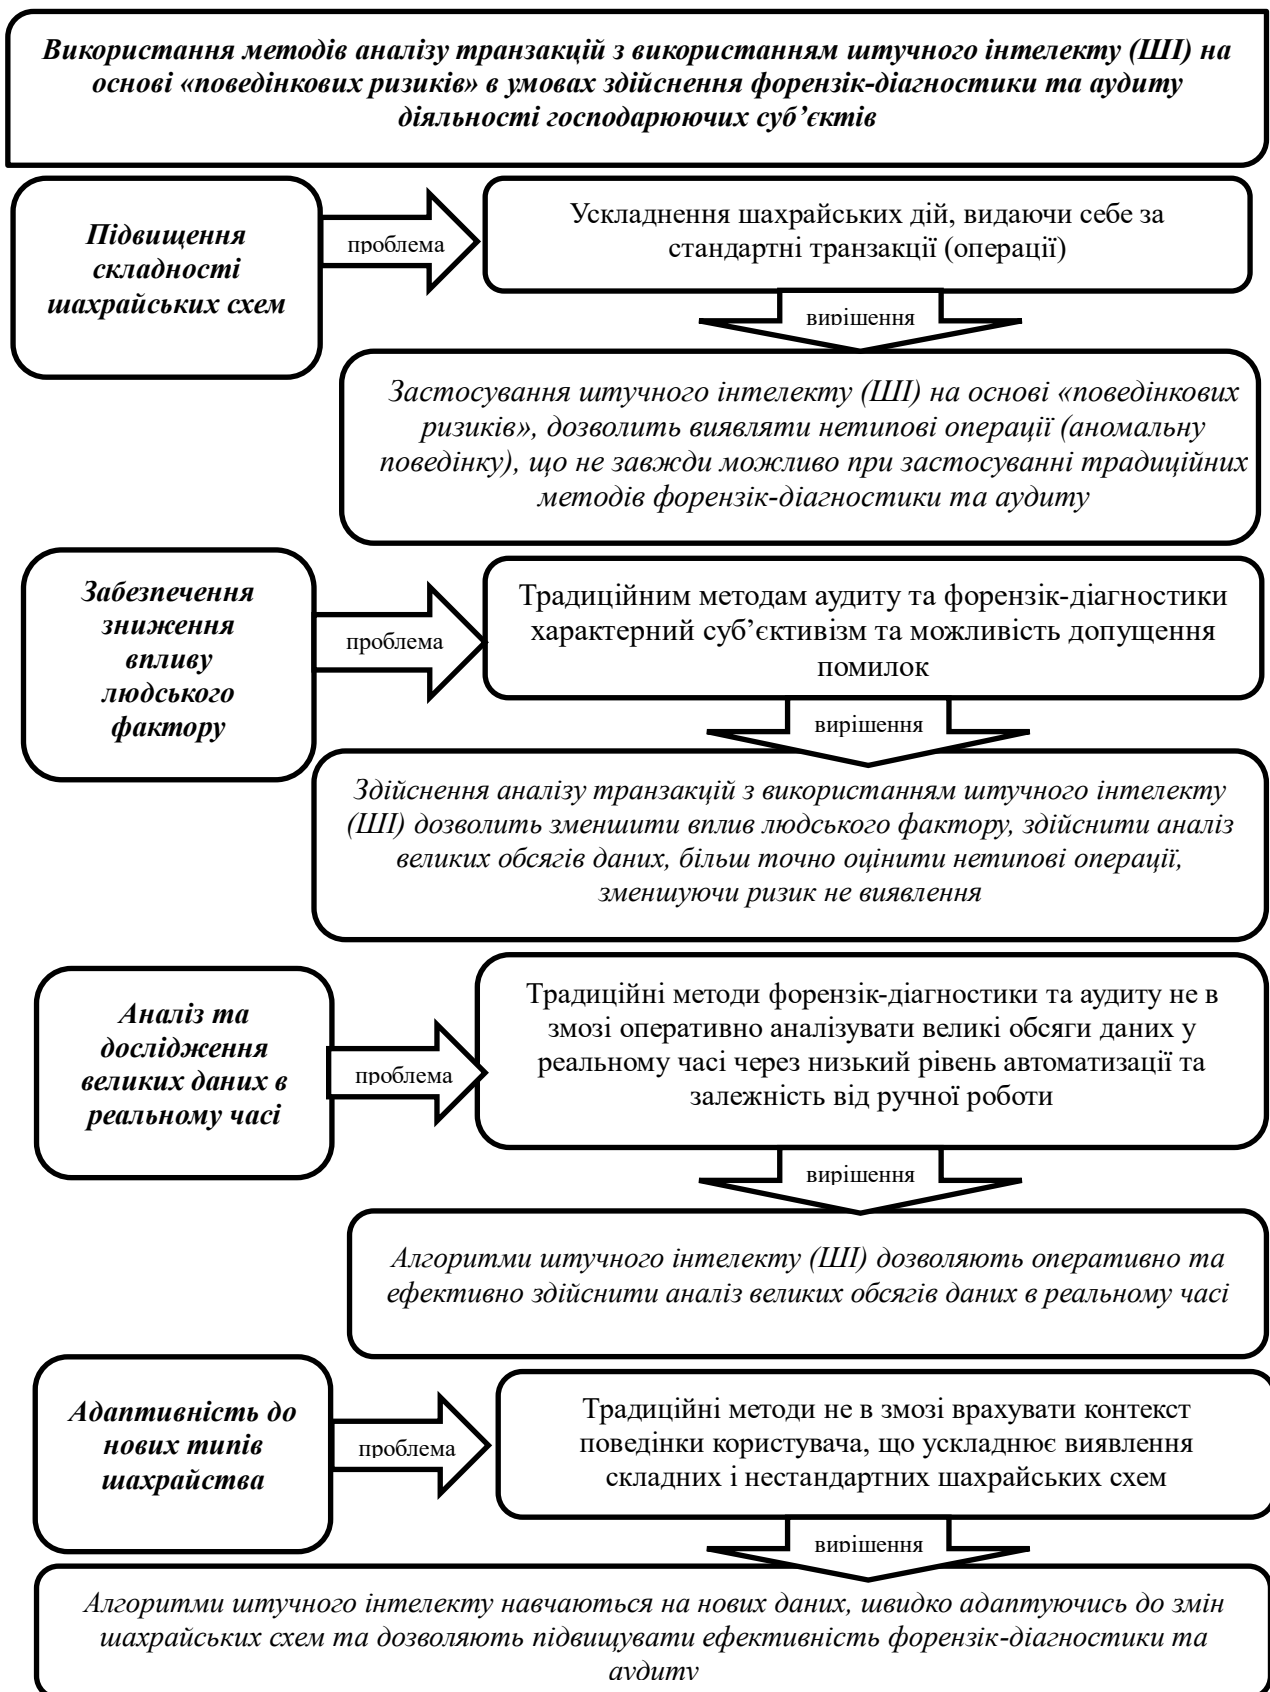 Використання методів аналізу транзакцій з використанням штучного інтелекту (ШІ) на
основі «поведінкових ризиків» в умовах здійснення форензік-діагностики та аудиту
діяльності господарюючих суб’єктів
Підвищення
складності
шахрайських схем
проблема
Ускладнення шахрайських дій, видаючи себе за
стандартні транзакції (операції)
вирішення
Застосування штучного інтелекту (ШІ) на основі «поведінкових
ризиків», дозволить виявляти нетипові операції (аномальну
поведінку), що не завжди можливо при застосуванні традиційних
методів форензік-діагностики та аудиту
Забезпечення
зниження
впливу
людського
фактору
проблема
Традиційним методам аудиту та форензік-діагностики
характерний суб’єктивізм та можливість допущення
помилок
вирішення
Здійснення аналізу транзакцій з використанням штучного інтелекту
(ШІ) дозволить зменшити вплив людського фактору, здійснити аналіз
великих обсягів даних, більш точно оцінити нетипові операції,
зменшуючи ризик не виявлення
Аналіз та
дослідження
великих даних в
реальному часі
проблема
Традиційні методи форензік-діагностики та аудиту не в
змозі оперативно аналізувати великі обсяги даних у
реальному часі через низький рівень автоматизації та
залежність від ручної роботи
вирішення
Алгоритми штучного інтелекту (ШІ) дозволяють оперативно та
ефективно здійснити аналіз великих обсягів даних в реальному часі
Адаптивність до
нових типів
шахрайства
проблема
Традиційні методи не в змозі врахувати контекст
поведінки користувача, що ускладнює виявлення
складних і нестандартних шахрайських схем
вирішення
Алгоритми штучного інтелекту навчаються на нових даних, швидко адаптуючись до змін
шахрайських схем та дозволяють підвищувати ефективність форензік-діагностики та
аудиту